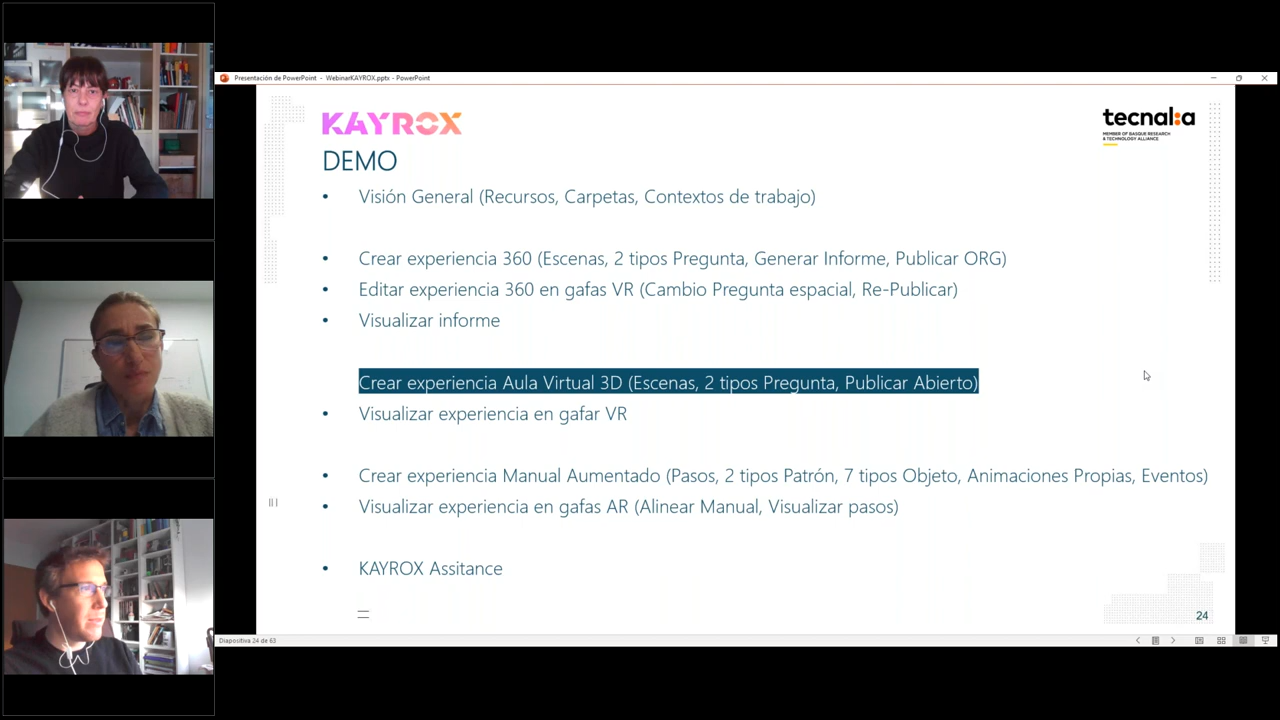 Presentación de PowerPoint - WebinarKAYROX.pptx - PowerPoint
KAYROX
tecnal:a
MEMBER OF BASQUE RESEARCH
& TECHNOLOGY ALLIANCE
DEMO
• Visión General (Recursos, Carpetas, Contextos de trabajo)
• Crear experiencia 360 (Escenas, 2 tipos Pregunta, Generar Informe, Publicar ORG)
• Editar experiencia 360 en gafas VR (Cambio Pregunta espacial, Re-Publicar)
• Visualizar informe
Crear experiencia Aula Virtual 3D (Escenas, 2 tipos Pregunta, Publicar Abierto)
• Visualizar experiencia en gafar VR
• Crear experiencia Manual Aumentado (Pasos, 2 tipos Patrón, 7 tipos Objeto, Animaciones Propias, Eventos)
• Visualizar experiencia en gafas AR (Alinear Manual, Visualizar pasos)
• KAYROX Assitance
24
Diapositiva 24 de 63